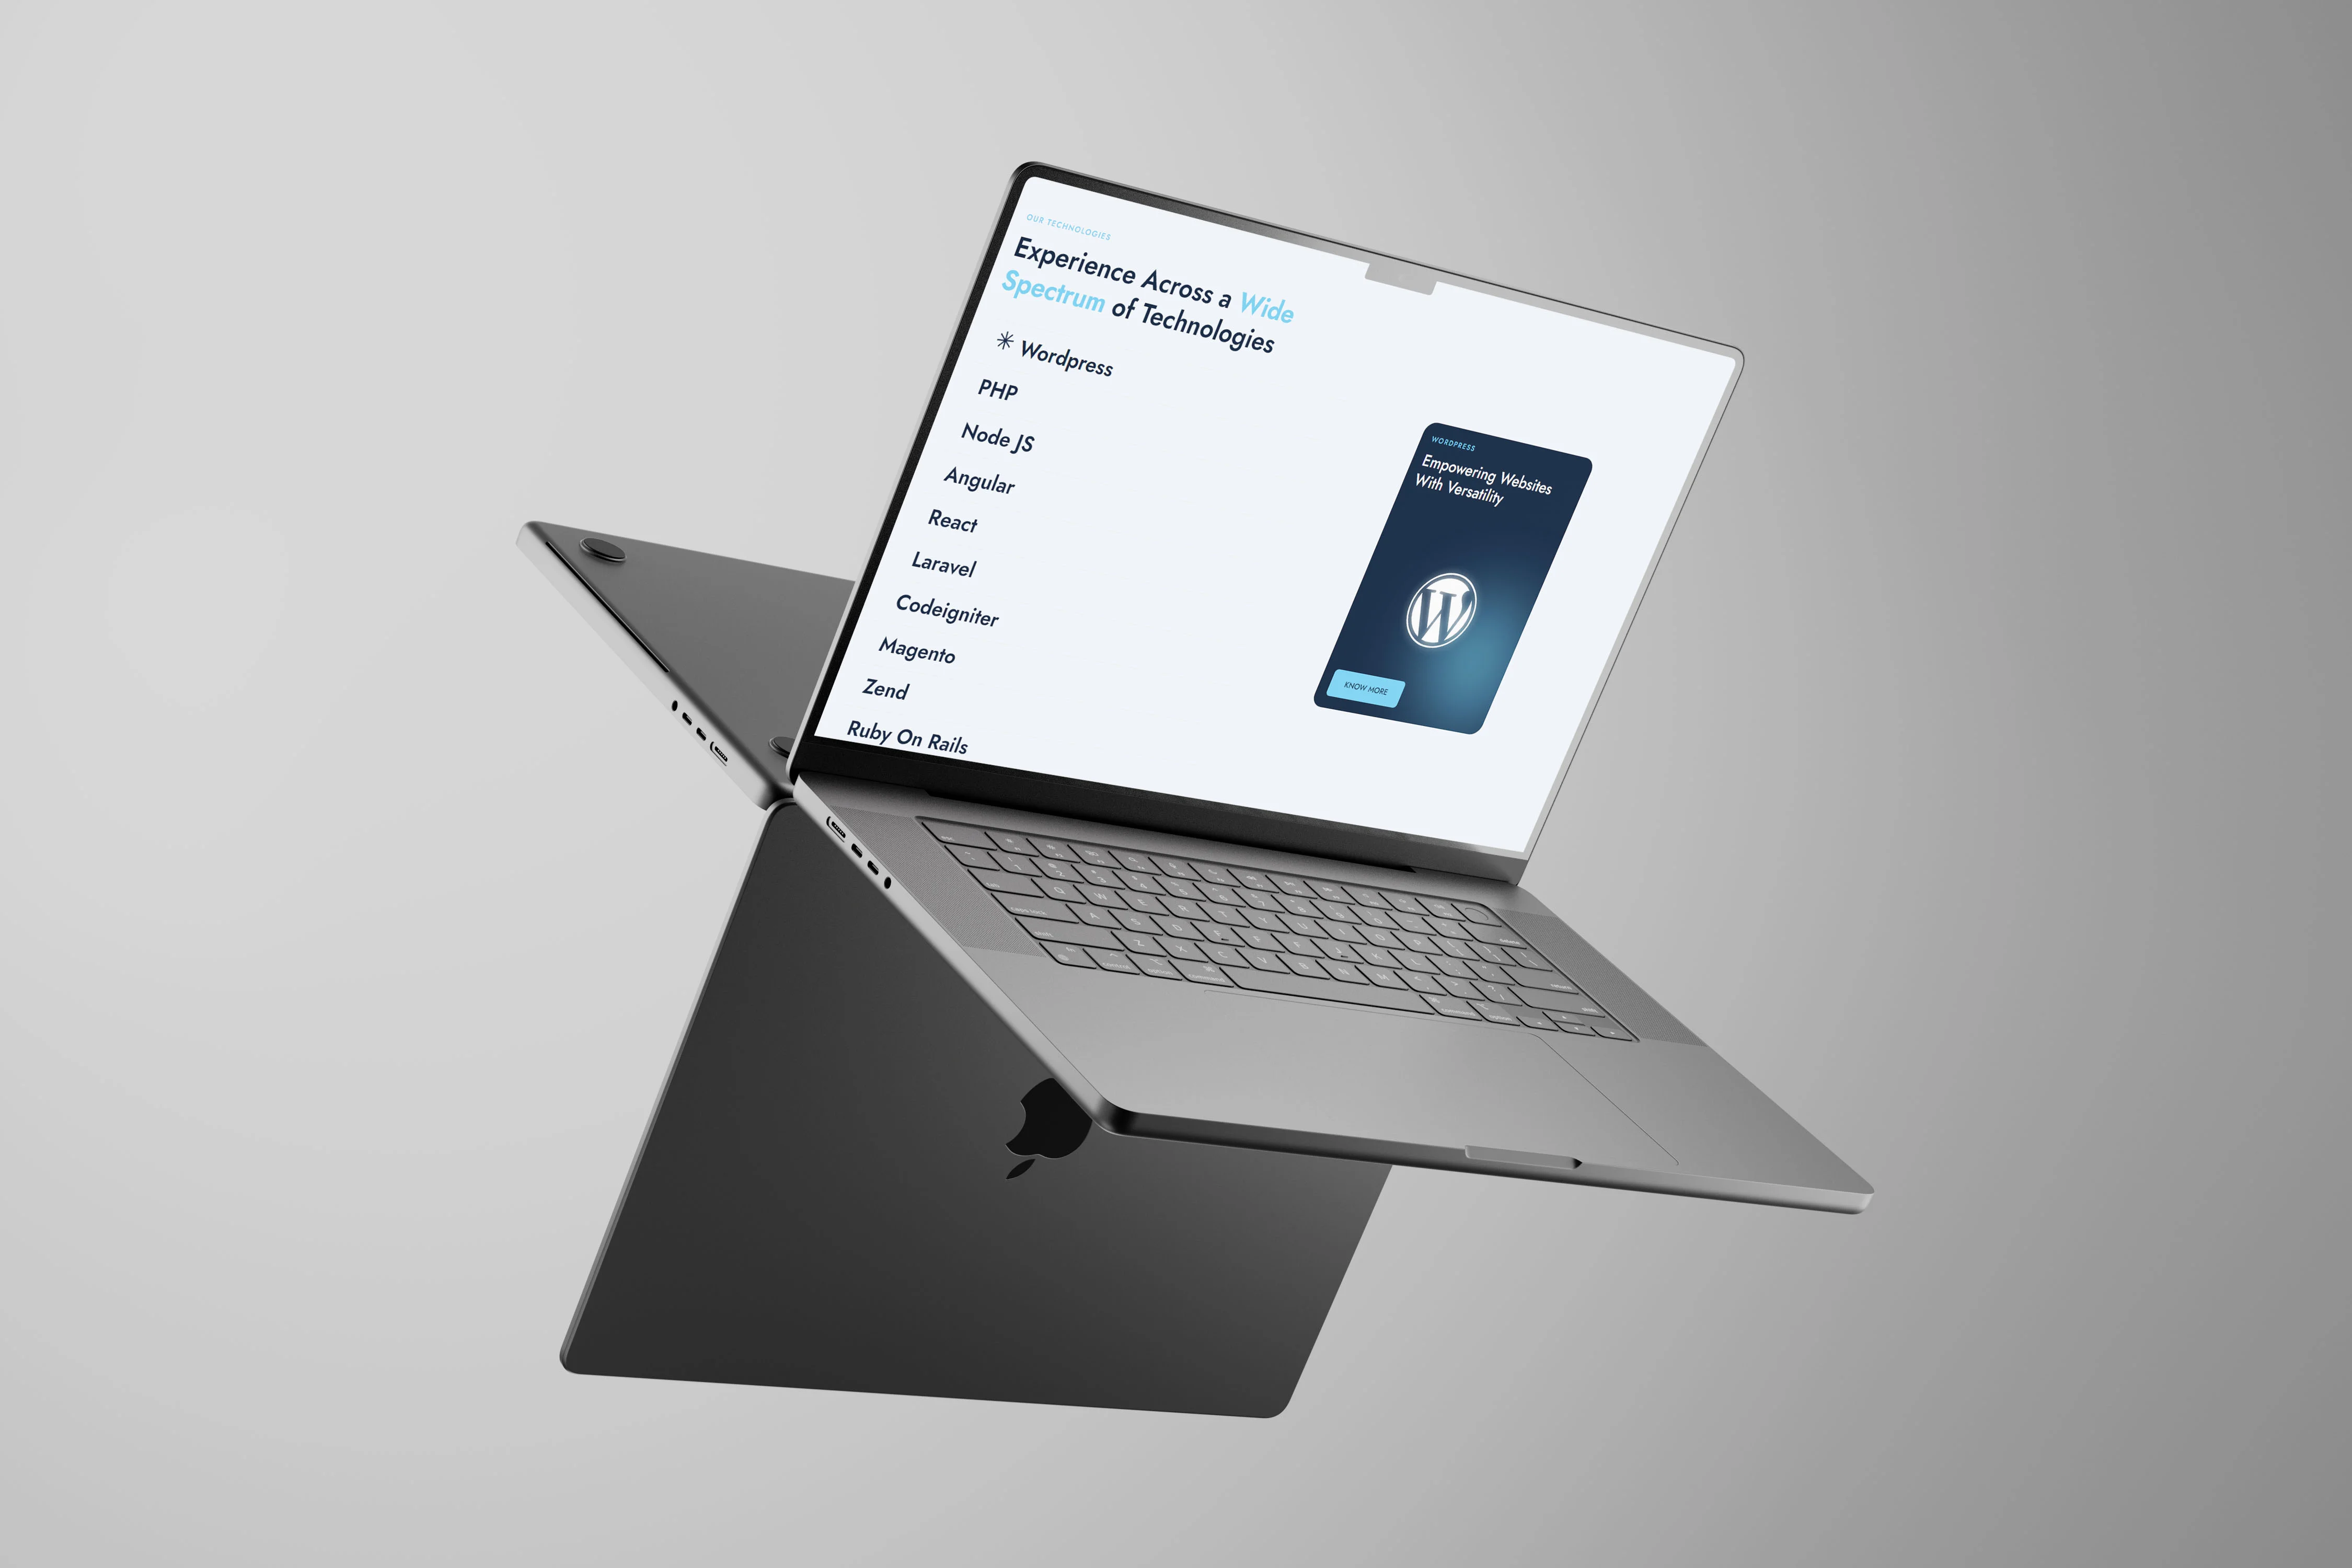 OUR TECHNOLOGIES
Experience Across a Wide
Spectrum of Technologies
Wordpress
PHP
Node JS
Angular
React
Laravel
Codeigniter
Magento
Zend
Ruby On Rails
WORDPRESS
Empowering Websites
With Versatility
KNOW MORE